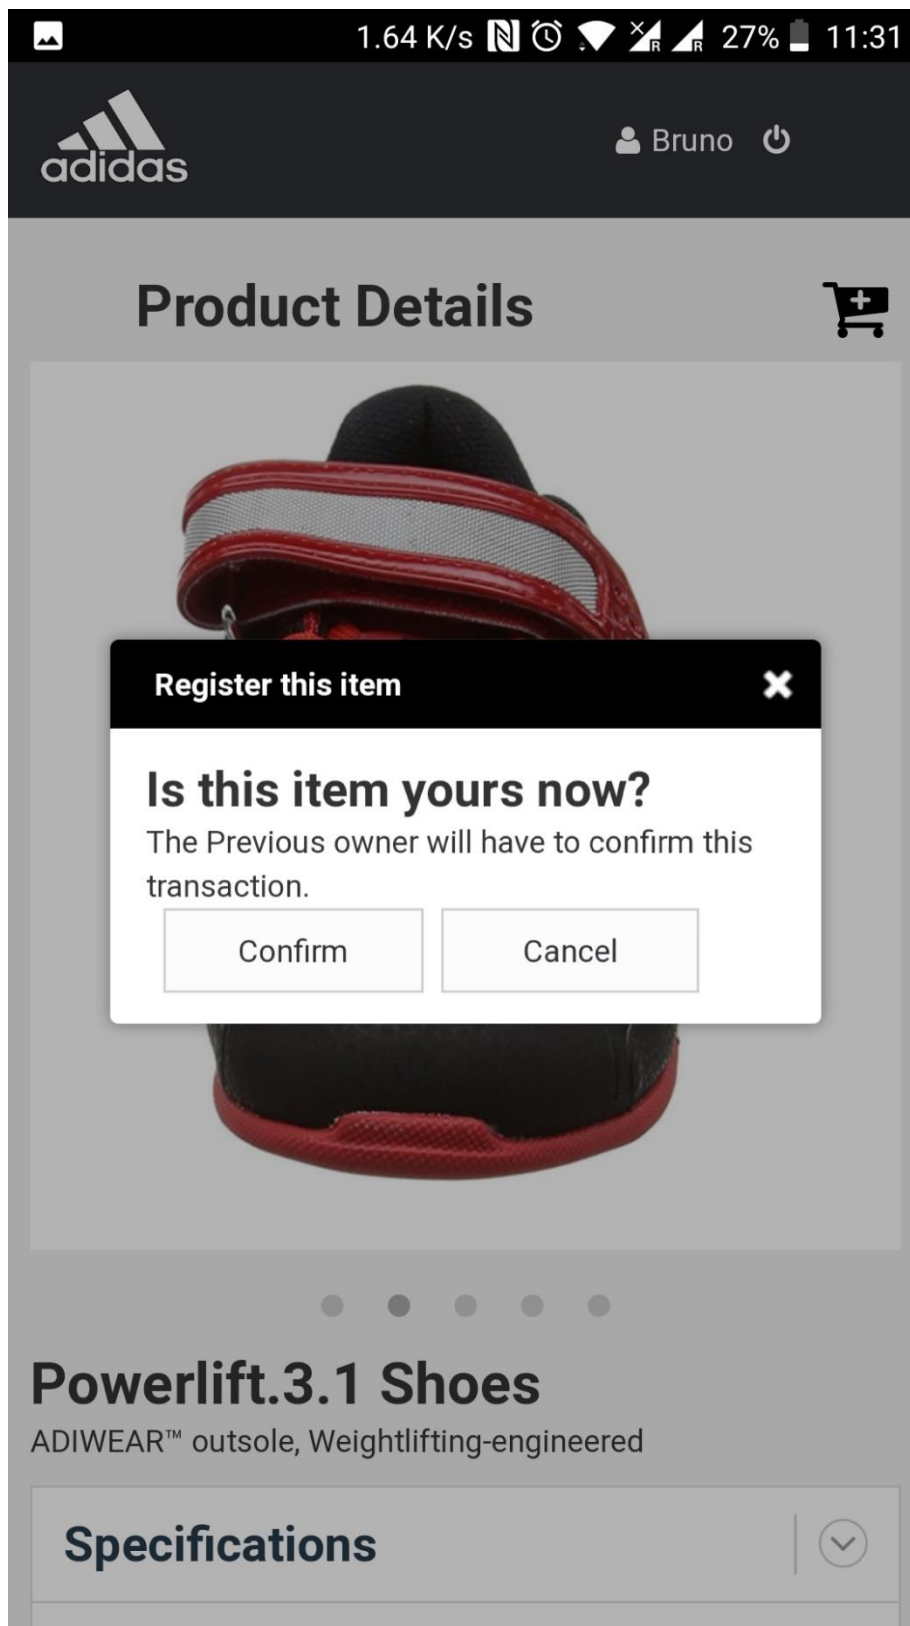 1.64 K/s 27% 11:31
adidas
Bruno
Product Details
Register this item
Is this item yours now?
The Previous owner will have to confirm this
transaction.
Confirm Cancel
Powerlift.3.1 Shoes
ADIWEAR™ outsole, Weightlifting-engineered
Specifications